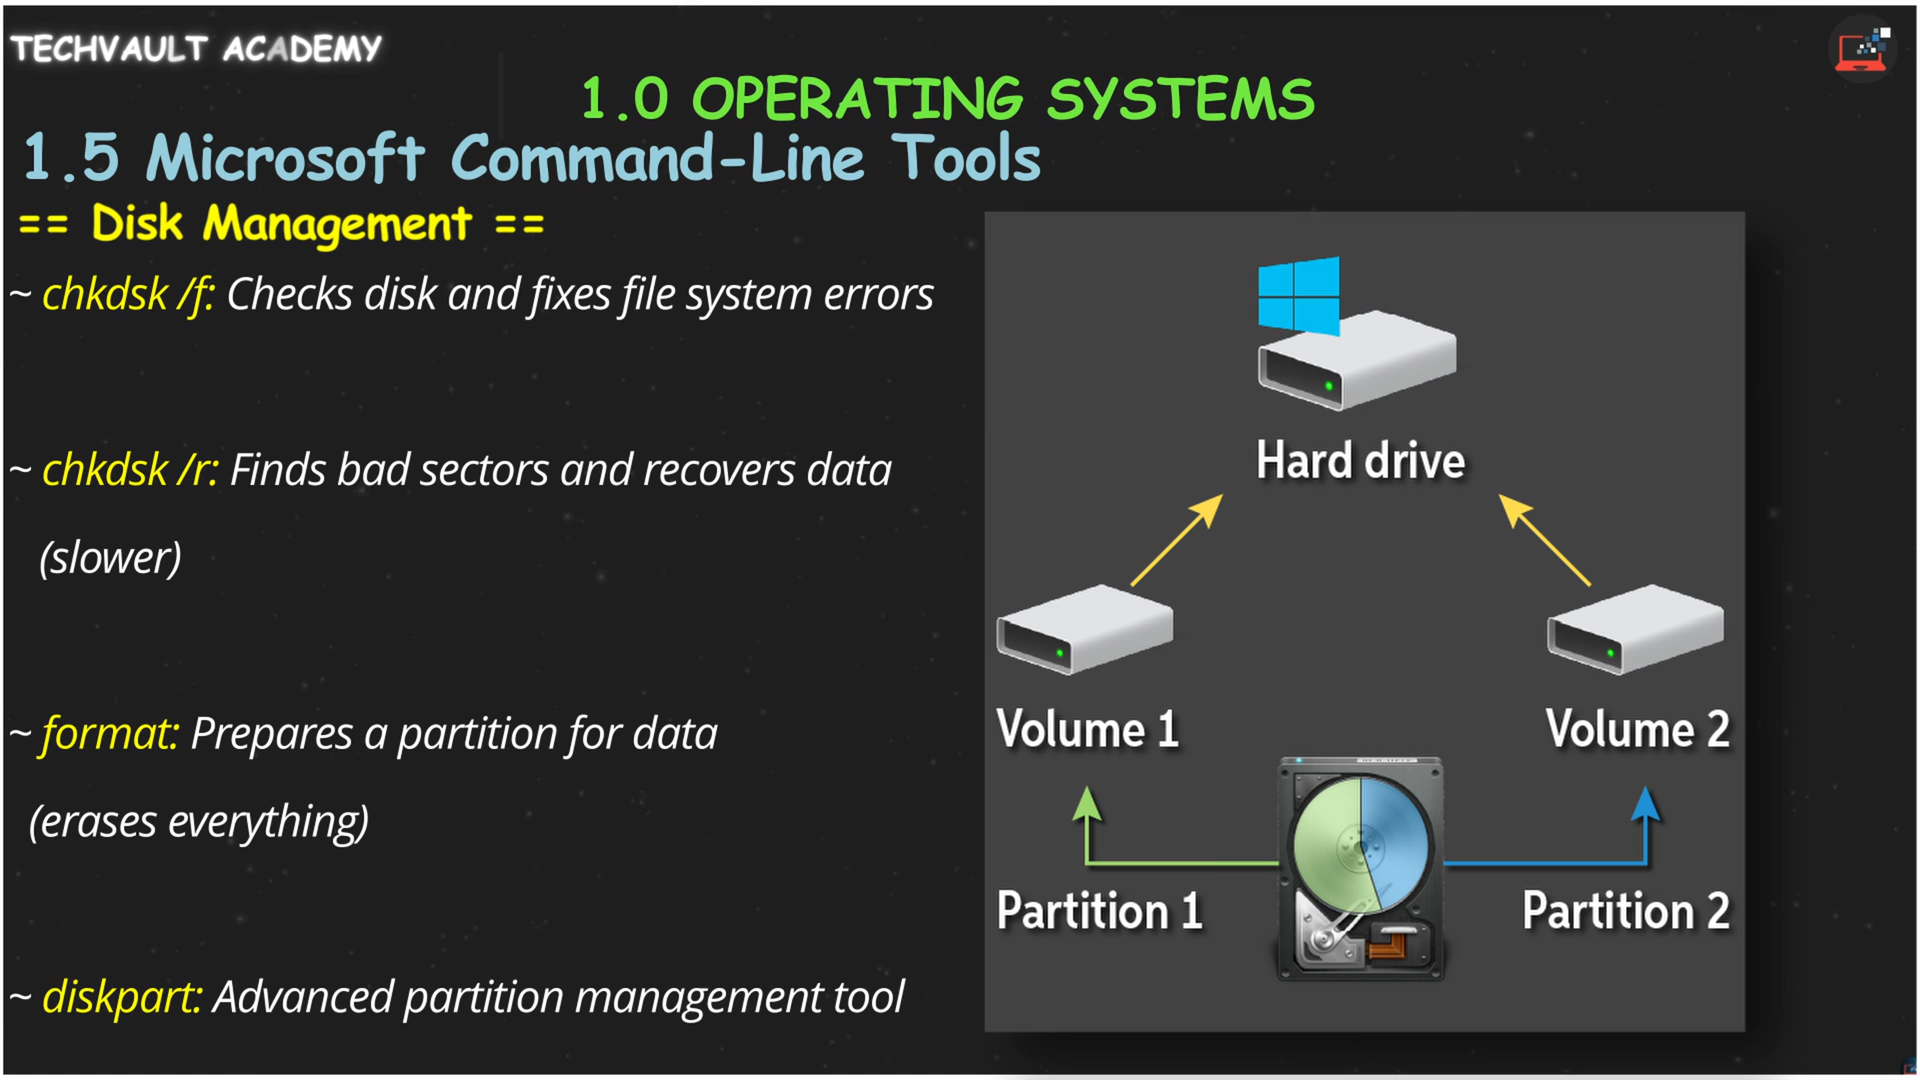 TECHVAULT ACADEMY
1.0 OPERATING SYSTEMS
1.5 Microsoft Command-Line Tools
== Disk Management ==
~ chkdsk /f: Checks disk and fixes file system errors
~ chkdsk /r: Finds bad sectors and recovers data
(slower)
~ format: Prepares a partition for data
(erases everything)
~ diskpart: Advanced partition management tool
Hard drive
Volume 1
Volume 2
Partition 1
Partition 2